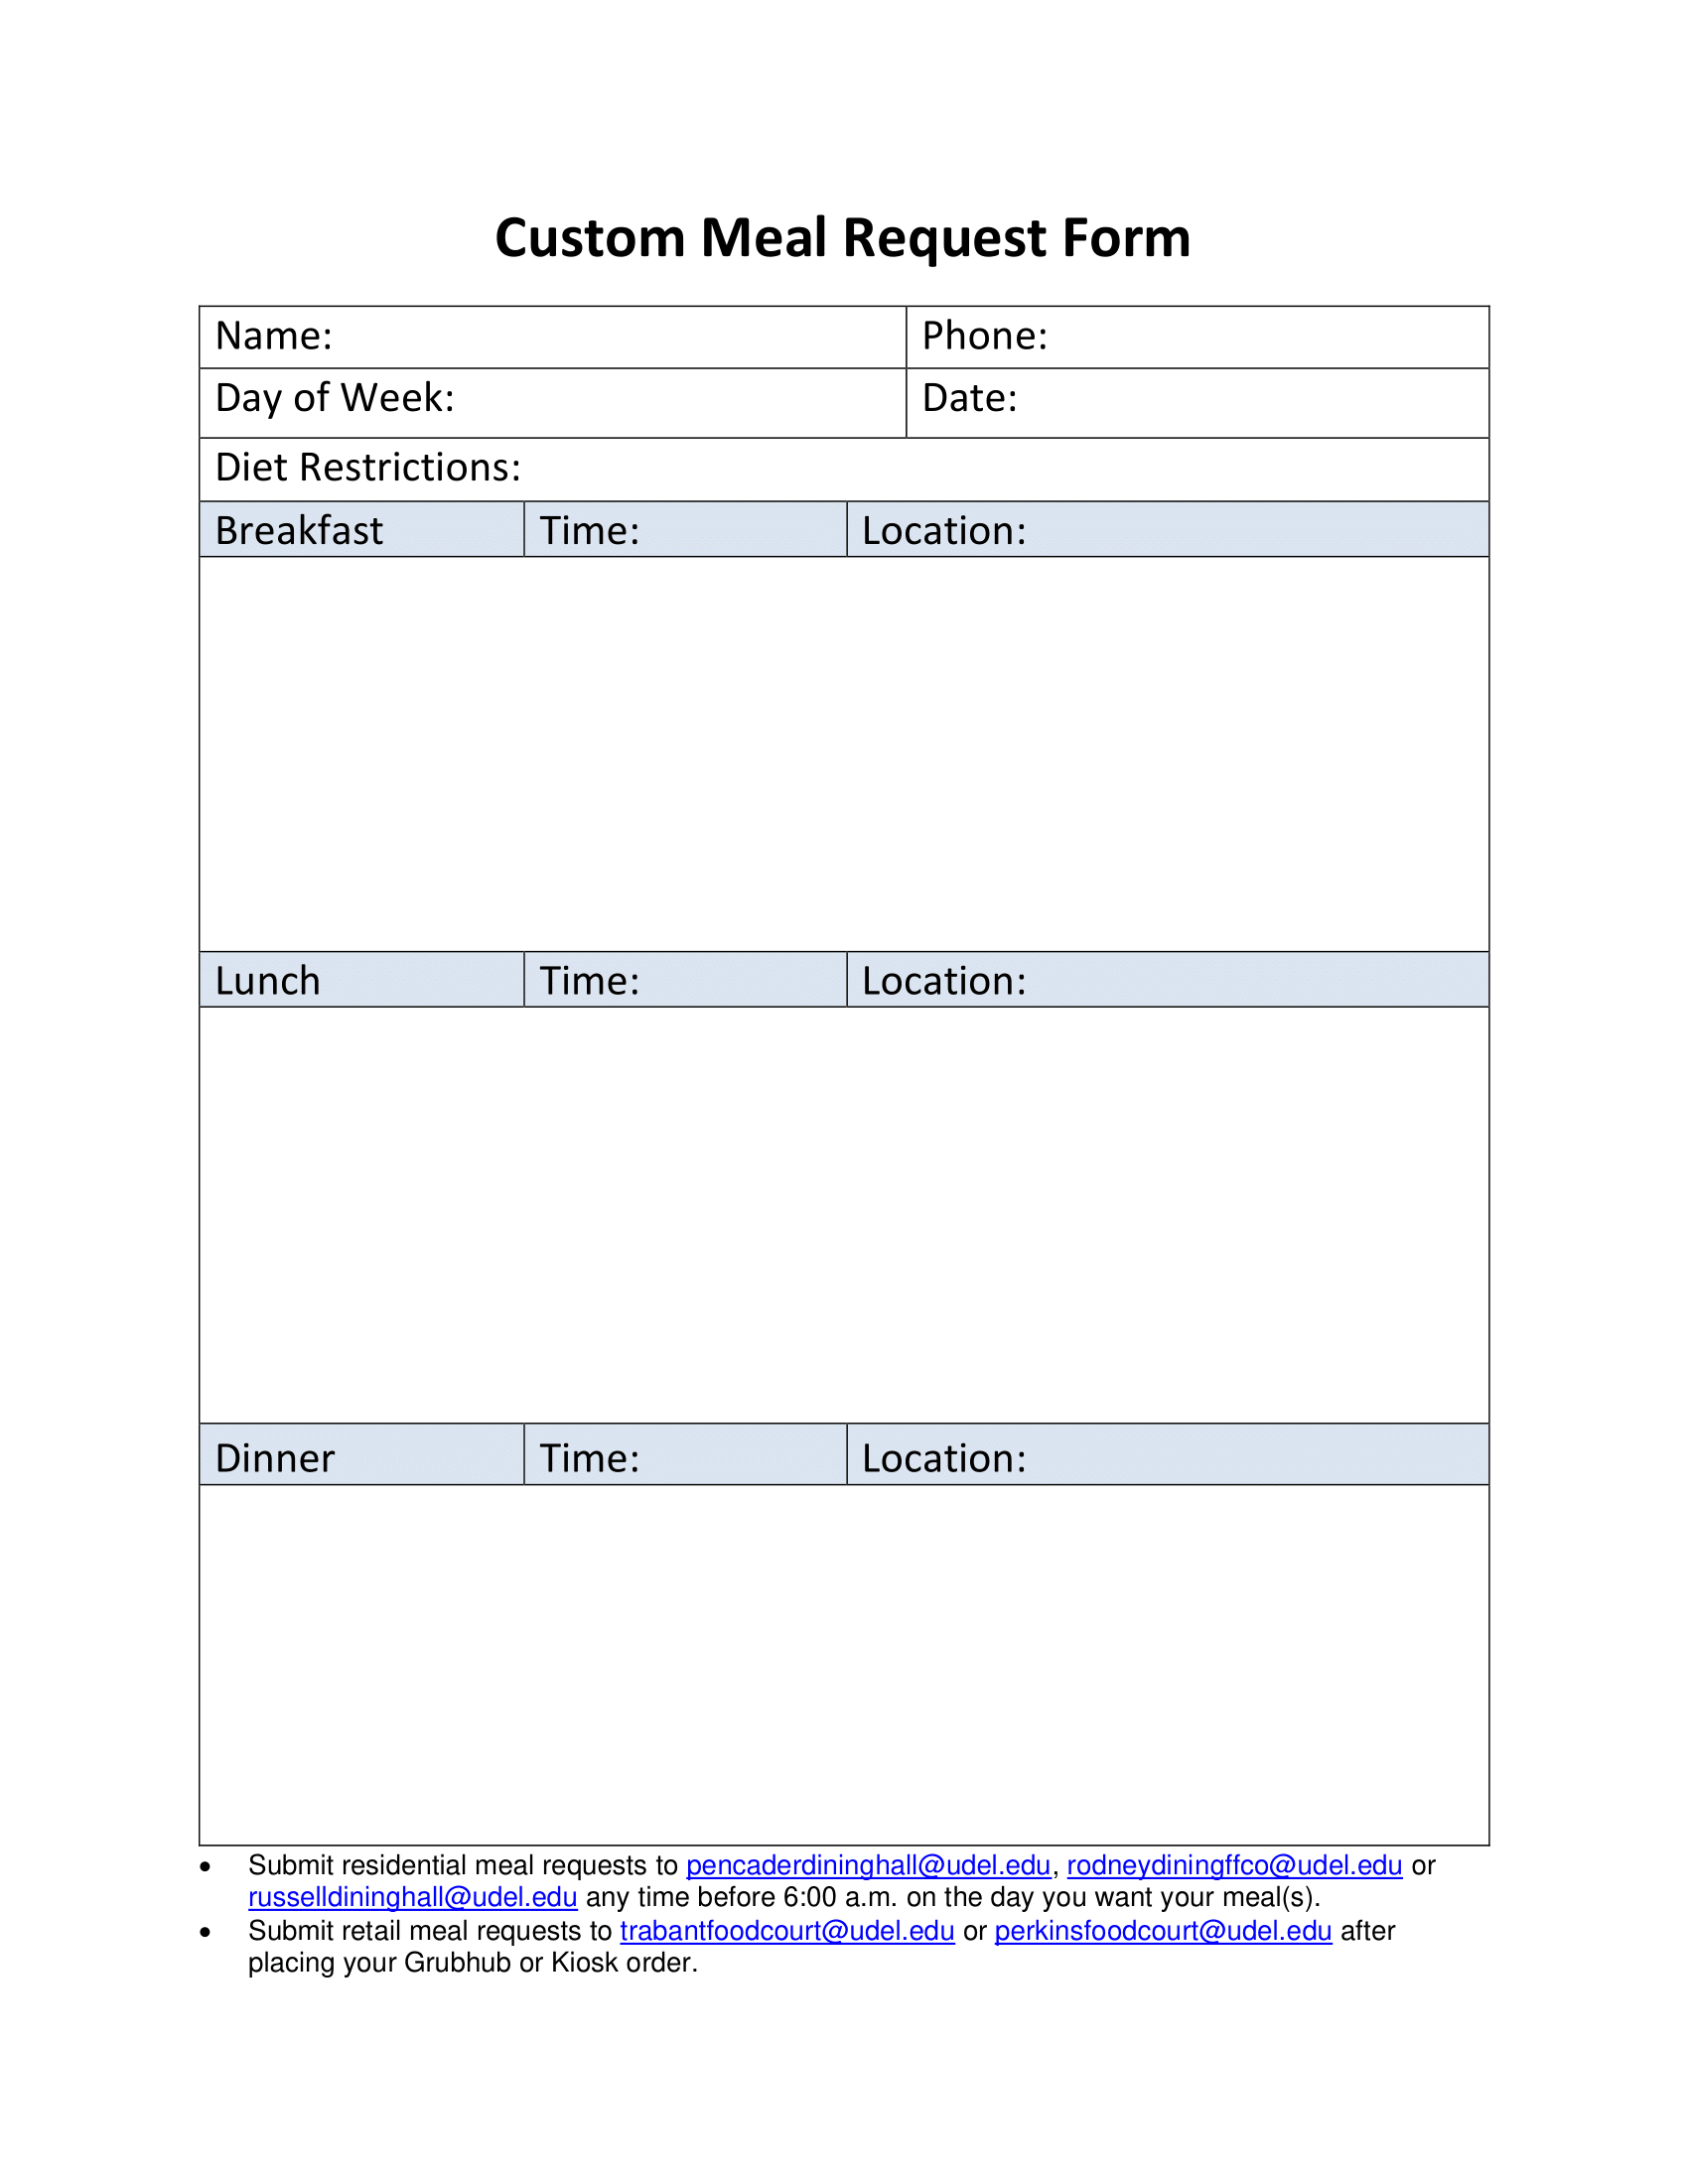 Custom Meal Request Form
Name: Phone:
Day of Week: Date:
Diet Restrictions:
Breakfast Time: Location:
Lunch Time: Location:
Dinner Time: Location:
• Submit residential meal requests to pencaderdininghall@udel.edu, rodneydiningffco@udel.edu or
russelldininghall@udel.edu any time before 6:00 a.m. on the day you want your meal(s).
• Submit retail meal requests to trabantfoodcourt@udel.edu or perkinsfoodcourt@udel.edu after
placing your Grubhub or Kiosk order.